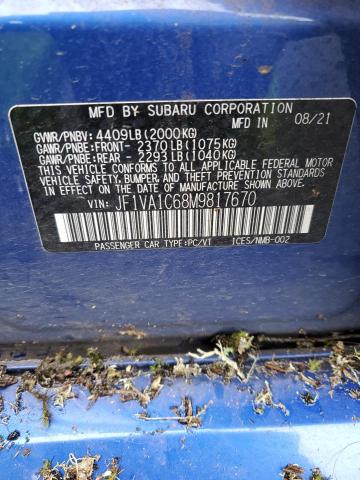 MFD BY SUBARU CORPORATION
GVWR/PNBV: 4409LB(2000KG) MFD IN 08/21
GAWR/PNBE:FRONT- 2370LB(1075KG)
GAWR/PNBE:REAR - 2293LB(1040KG)
THIS VEHICLE CONFORMS TO ALL APPLICABLE FEDERAL MOTOR
VEHICLE SAFETY, BUMPER, AND THEFT PREVENTION STANDARDS
IN EFFECT ON THE DATE OF MANUFACTURE SHOWN ABOVE.
VIN: JF1VA1C68M9817670
PASSENGER CAR TYPE:PC/VT 1CES/NMB-002